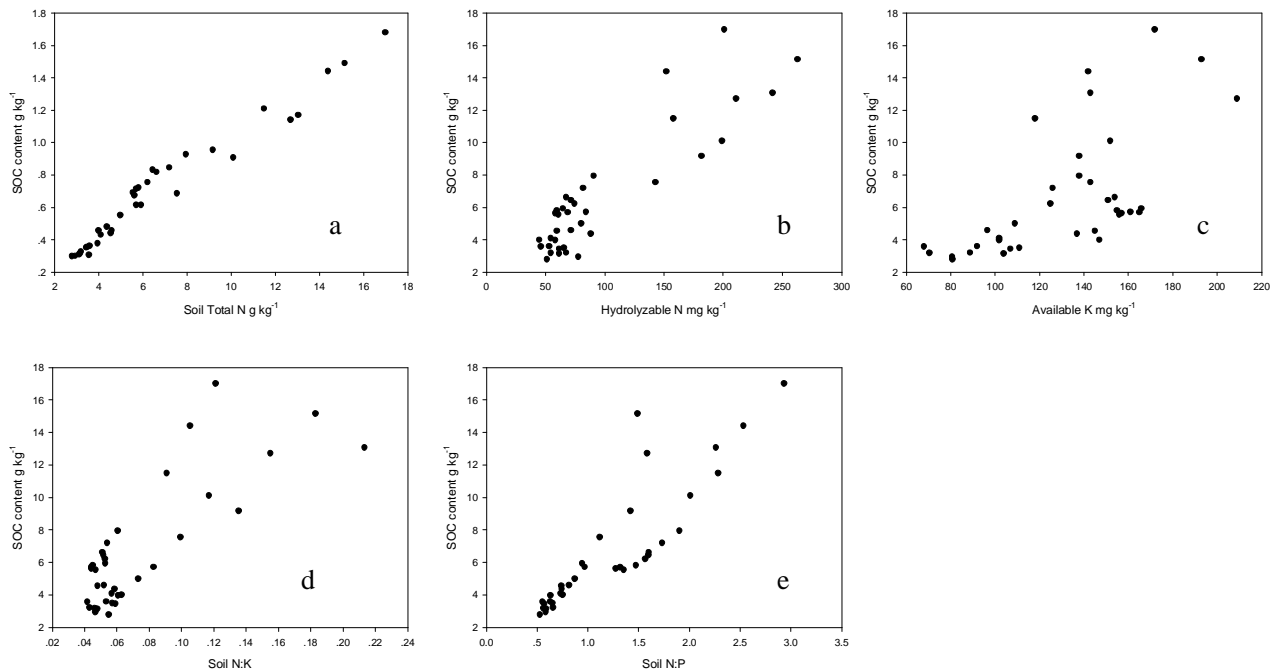 1.8
1.6
1.4
1.2
1.0
.8
.6
.4
.2
2 4 6 8 10 12 14 16 18
SOC content g kg-1
Soil Total N g kg-1
a
18
16
14
12
10
8
6
4
2
0 50 100 150 200 250 300
SOC content g kg-1
Hydrolyzable N mg kg-1
b
18
16
14
12
10
8
6
4
2
60 80 100 120 140 160 180 200 220
SOC content g kg-1
Available K mg kg-1
c
18
16
14
12
10
8
6
4
2
.02 .04 .06 .08 .10 .12 .14 .16 .18 .20 .22 .24
SOC content g kg-1
Soil N:K
d
18
16
14
12
10
8
6
4
2
0.0 .5 1.0 1.5 2.0 2.5 3.0 3.5
SOC content g kg-1
Soil N:P
e